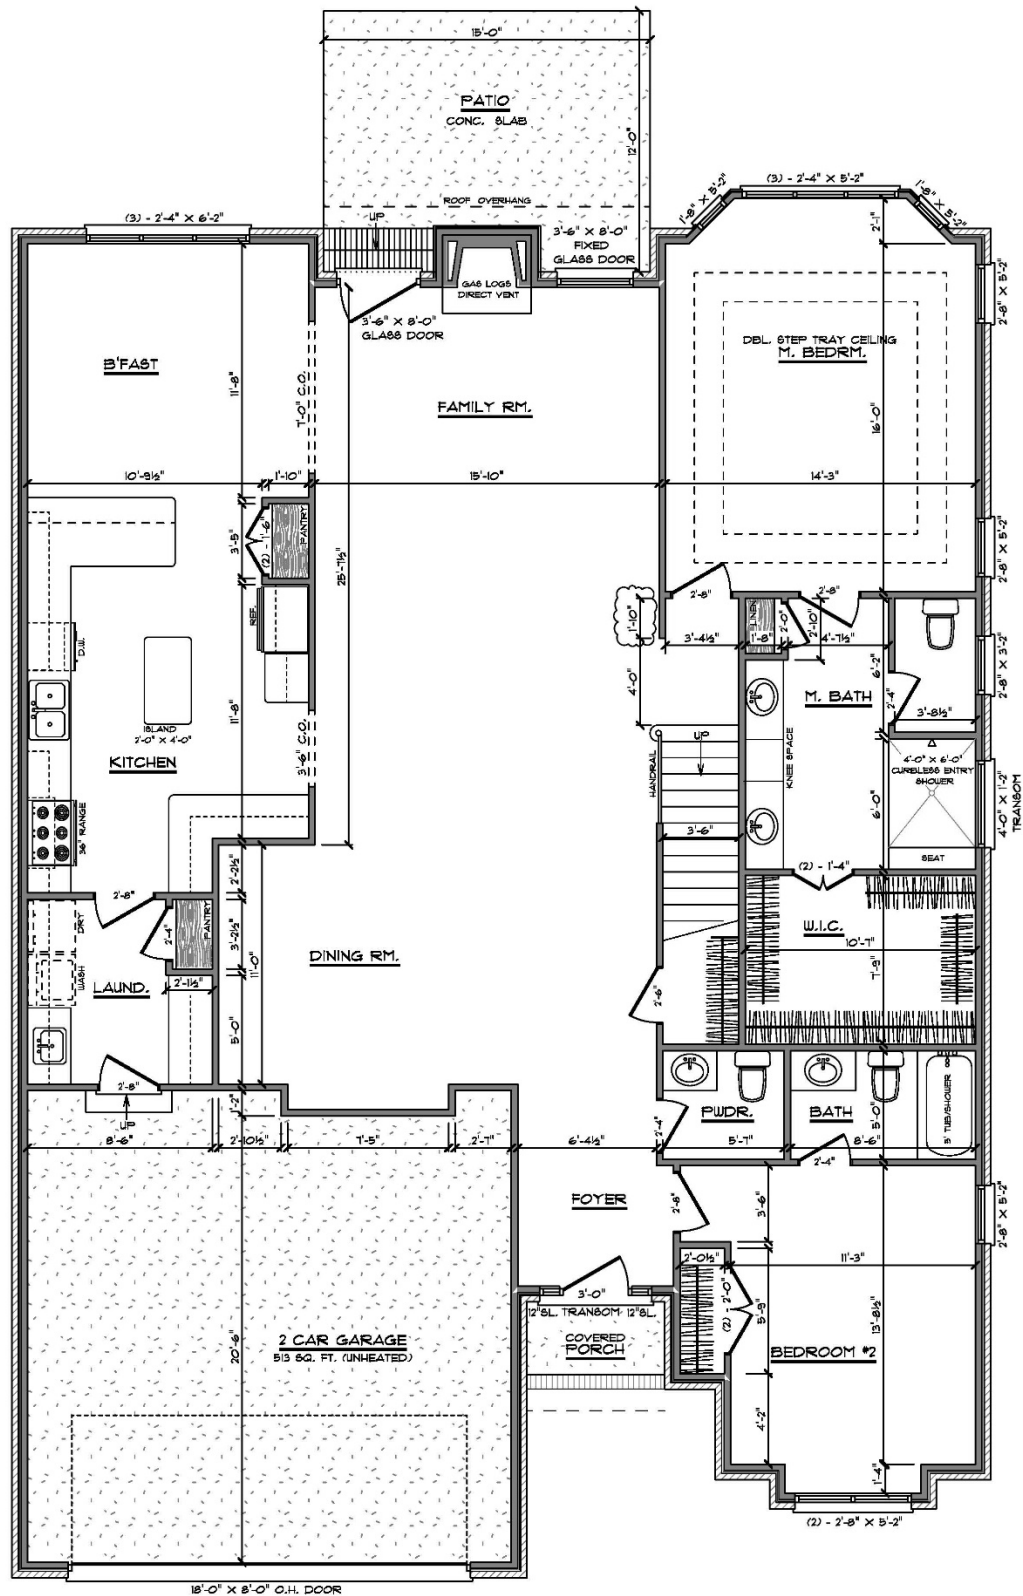 15'-0"
PATIO
CONC. SLAB
12'-0"
ROOF OVERHANG
UP
3'-6" X 8'-0"
FIXED
GLASS DOOR
(3) - 2'-4" X 6'-2"
1'-8" X 5'-2"
(3) - 2'-4" X 5'-2"
1'-8" X 5'-2"
2'-1"
2'-8" X 5'-2"
GAS LOGS
DIRECT VENT
3'-6" X 8'-0"
GLASS DOOR
B'FAST
11'-8"
7'-0" C.O.
FAMILY RM.
DBL. STEP TRAY CEILING
M. BEDRM.
16'-0"
10'-9½"
1'-10"
15'-10"
14'-3"
3'-5"
(2) - 1'-6"
PANTRY
25'-7½"
2'-8" X 5'-2"
REF.
2'-8"
2'-8"
1'-10"
3'-4½"
LINEN
1'-8"
2'-0"
2'-10"
4'-7½"
2'-8" X 3'-2"
D.W.
4'-0"
6'-2"
M. BATH
2'-4"
3'-8½"
ISLAND
2'-0" X 4'-0"
11'-8"
3'-6" C.O.
KITCHEN
UP
HANDRAIL
KNEE SPACE
4'-0" X 6'-0"
CURBLESS ENTRY
SHOWER
4'-0" X 1'-2"
TRANSOM
36" RANGE
3'-6"
6'-0"
SEAT
2'-8"
2'-2½"
(2) - 1'-4"
DRY
WASH
2'-4"
PANTRY
3'-2½"
11'-0"
DINING RM.
W.I.C.
10'-7"
7'-9"
LAUND.
2'-1½"
5'-0"
2'-6"
2'-8"
UP
1'-2"
PWDR.
2'-4"
BATH
5'-0"
5' TUB/SHOWER
8'-6"
2'-10½"
7'-5"
2'-7"
6'-4½"
5'-7"
8'-6"
2'-4"
FOYER
2'-8"
3'-6"
2'-8" X 5'-2"
2'-0½"
11'-3"
3'-0"
12"SL. TRANSOM 12"SL.
(2) - 2'-0"
5'-9"
13'-8½"
COVERED
PORCH
2 CAR GARAGE
513 SQ. FT. (UNHEATED)
20'-6"
BEDROOM #2
4'-2"
1'-4"
(2) - 2'-8" X 5'-2"
18'-0" X 8'-0" O.H. DOOR